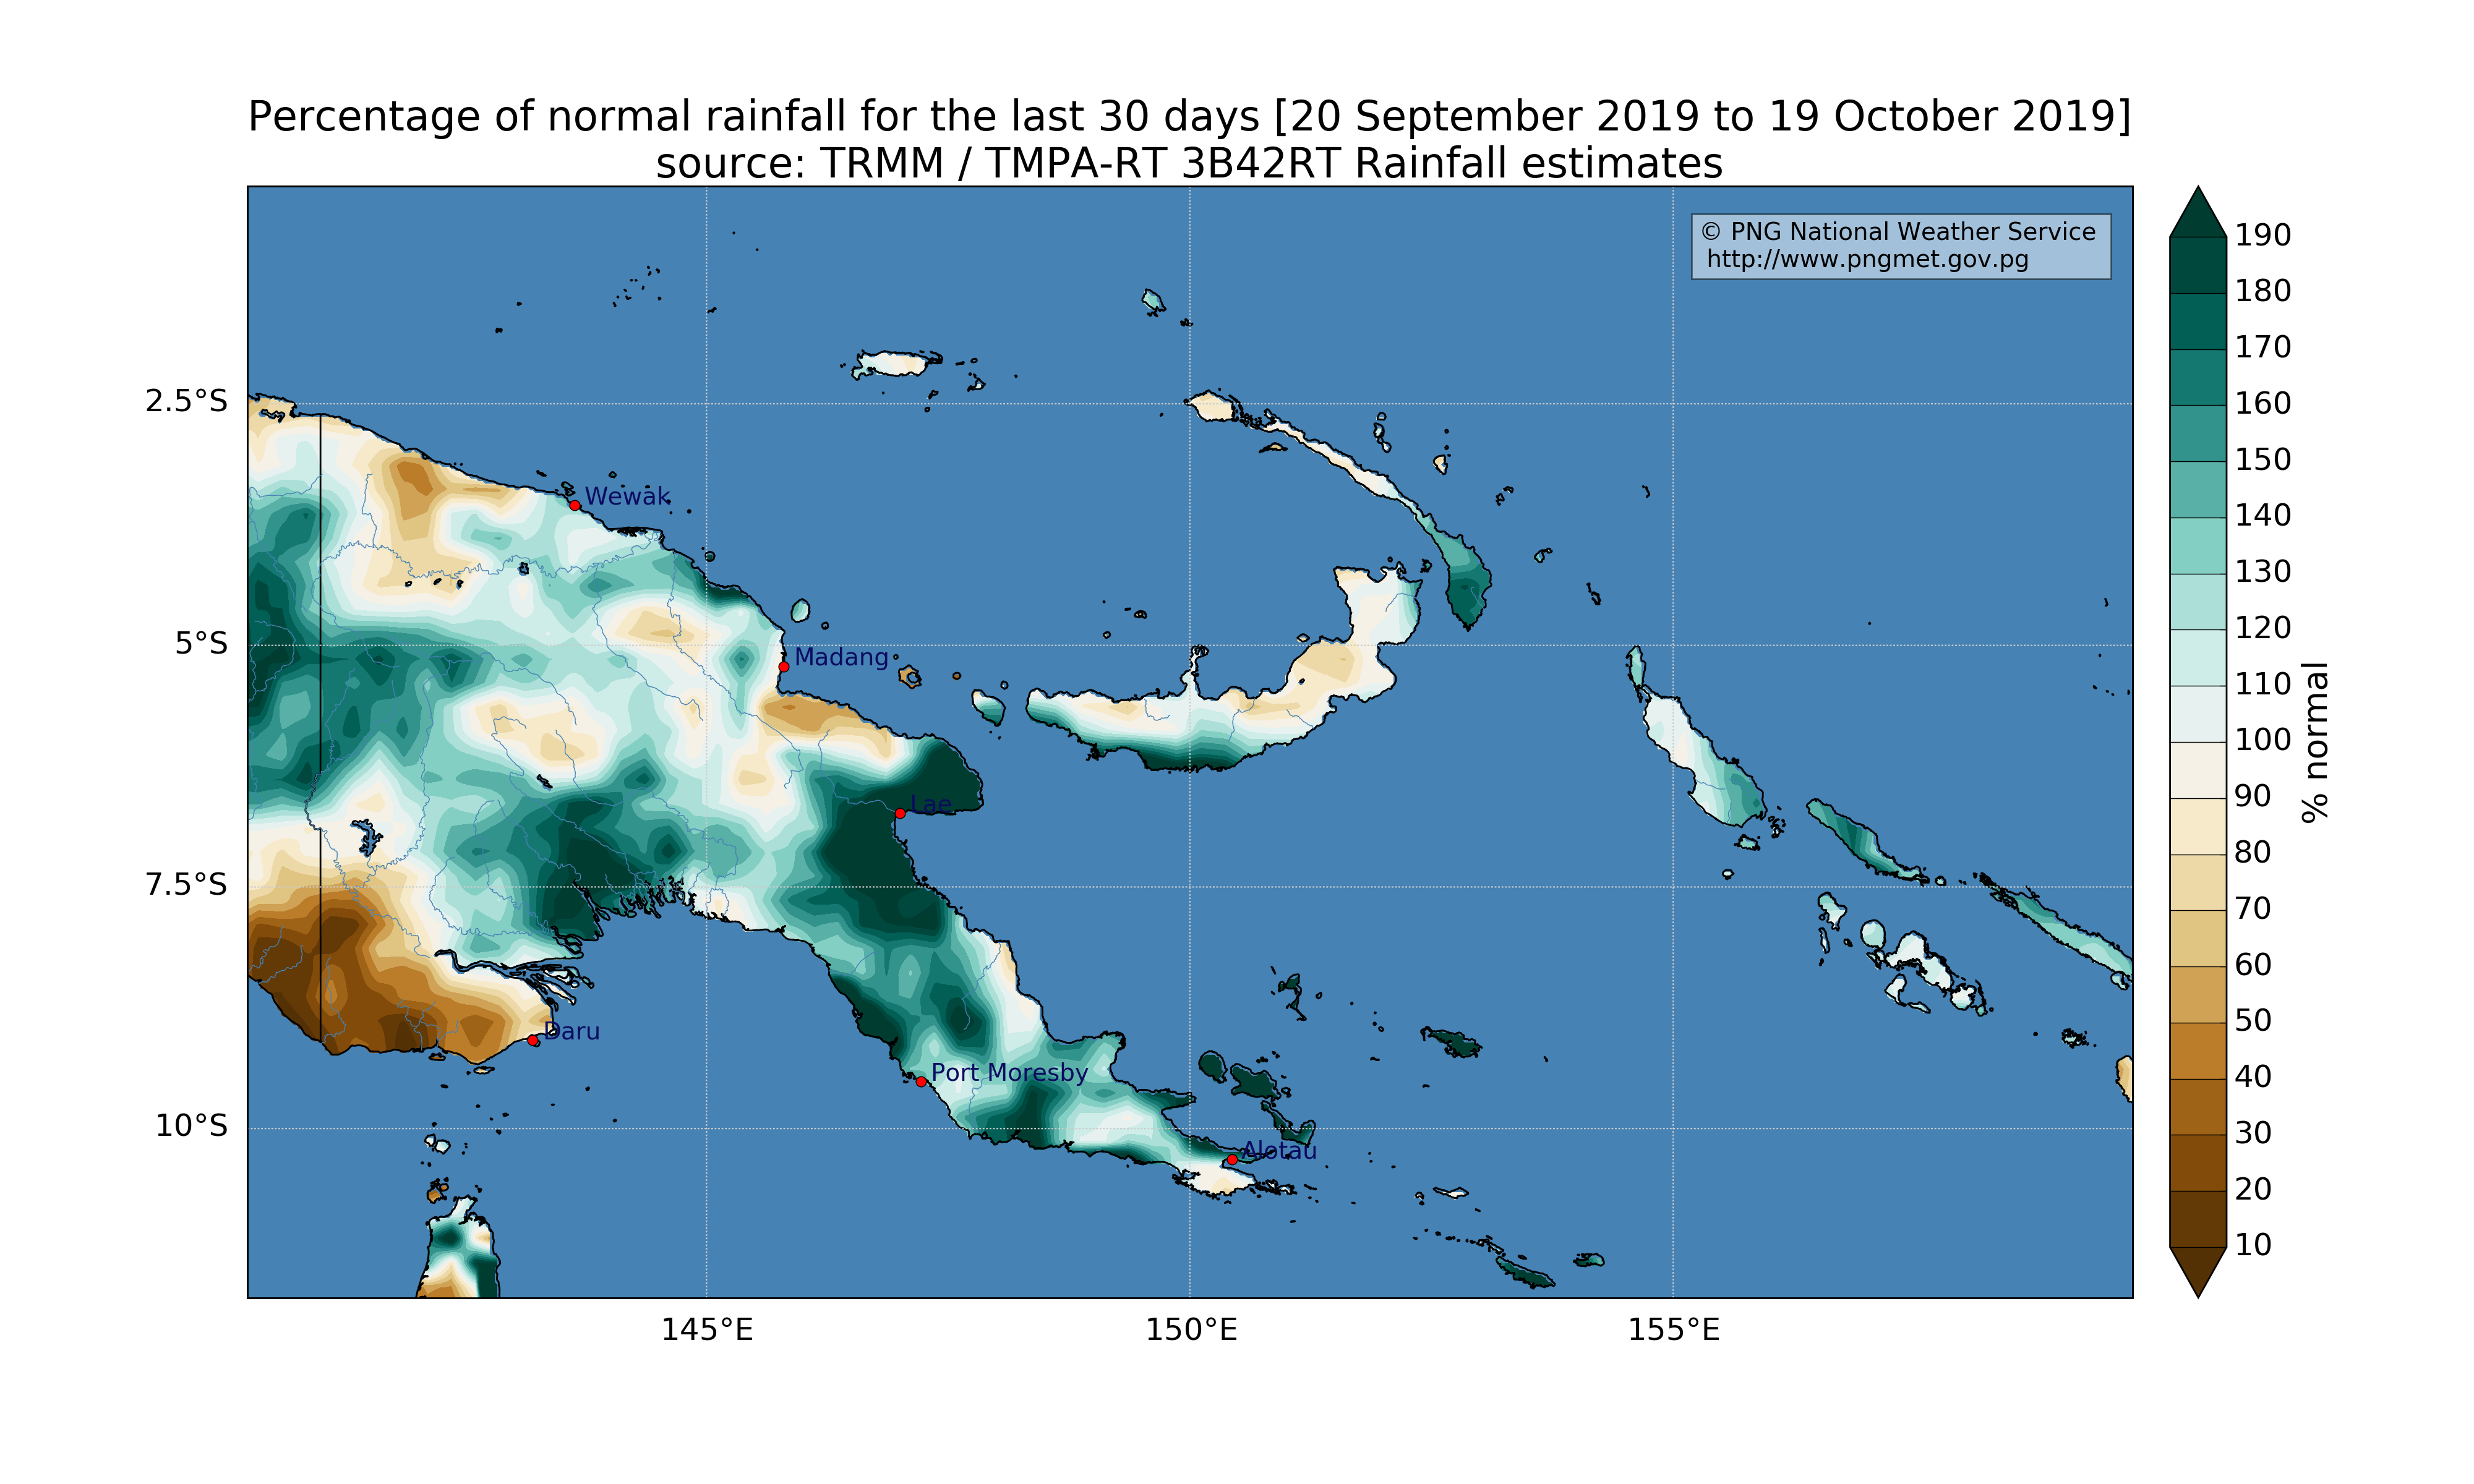 Percentage of normal rainfall for the last 30 days [20 September 2019 to 19 October 2019]
source: TRMM / TMPA-RT 3B42RT Rainfall estimates
© PNG National Weather Service
http://www.pngmet.gov.pg
2.5°S
5°S
7.5°S
10°S
Wewak
Madang
Lae
Daru
Port Moresby
Alotau
145°E
150°E
155°E
190
180
170
160
150
140
130
120
110
100
90
80
70
60
50
40
30
20
10
% normal